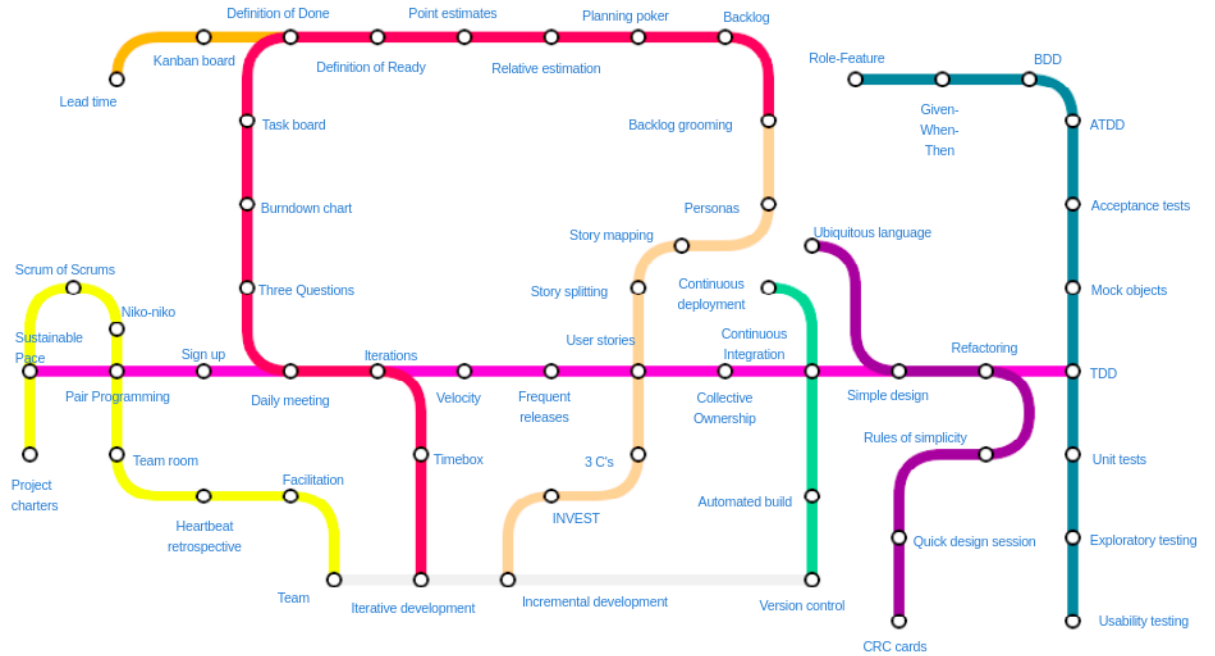 Definition of Done
Point estimates
Planning poker
Backlog
Kanban board
Definition of Ready
Relative estimation
Role-Feature
BDD
Lead time
Task board
Backlog grooming
Given-
When-
Then
ATDD
Burndown chart
Personas
Acceptance tests
Story mapping
Ubiquitous language
Scrum of Scrums
Three Questions
Story splitting
Continuous
deployment
Mock objects
Niko-niko
Sustainable
Pace
Sign up
Iterations
User stories
Continuous
Integration
Refactoring
TDD
Pair Programming
Daily meeting
Velocity
Frequent
releases
Collective
Ownership
Simple design
Rules of simplicity
Team room
Timebox
3 C's
Unit tests
Project
charters
Facilitation
Heartbeat
retrospective
INVEST
Automated build
Quick design session
Exploratory testing
Team
Iterative development
Incremental development
Version control
Usability testing
CRC cards